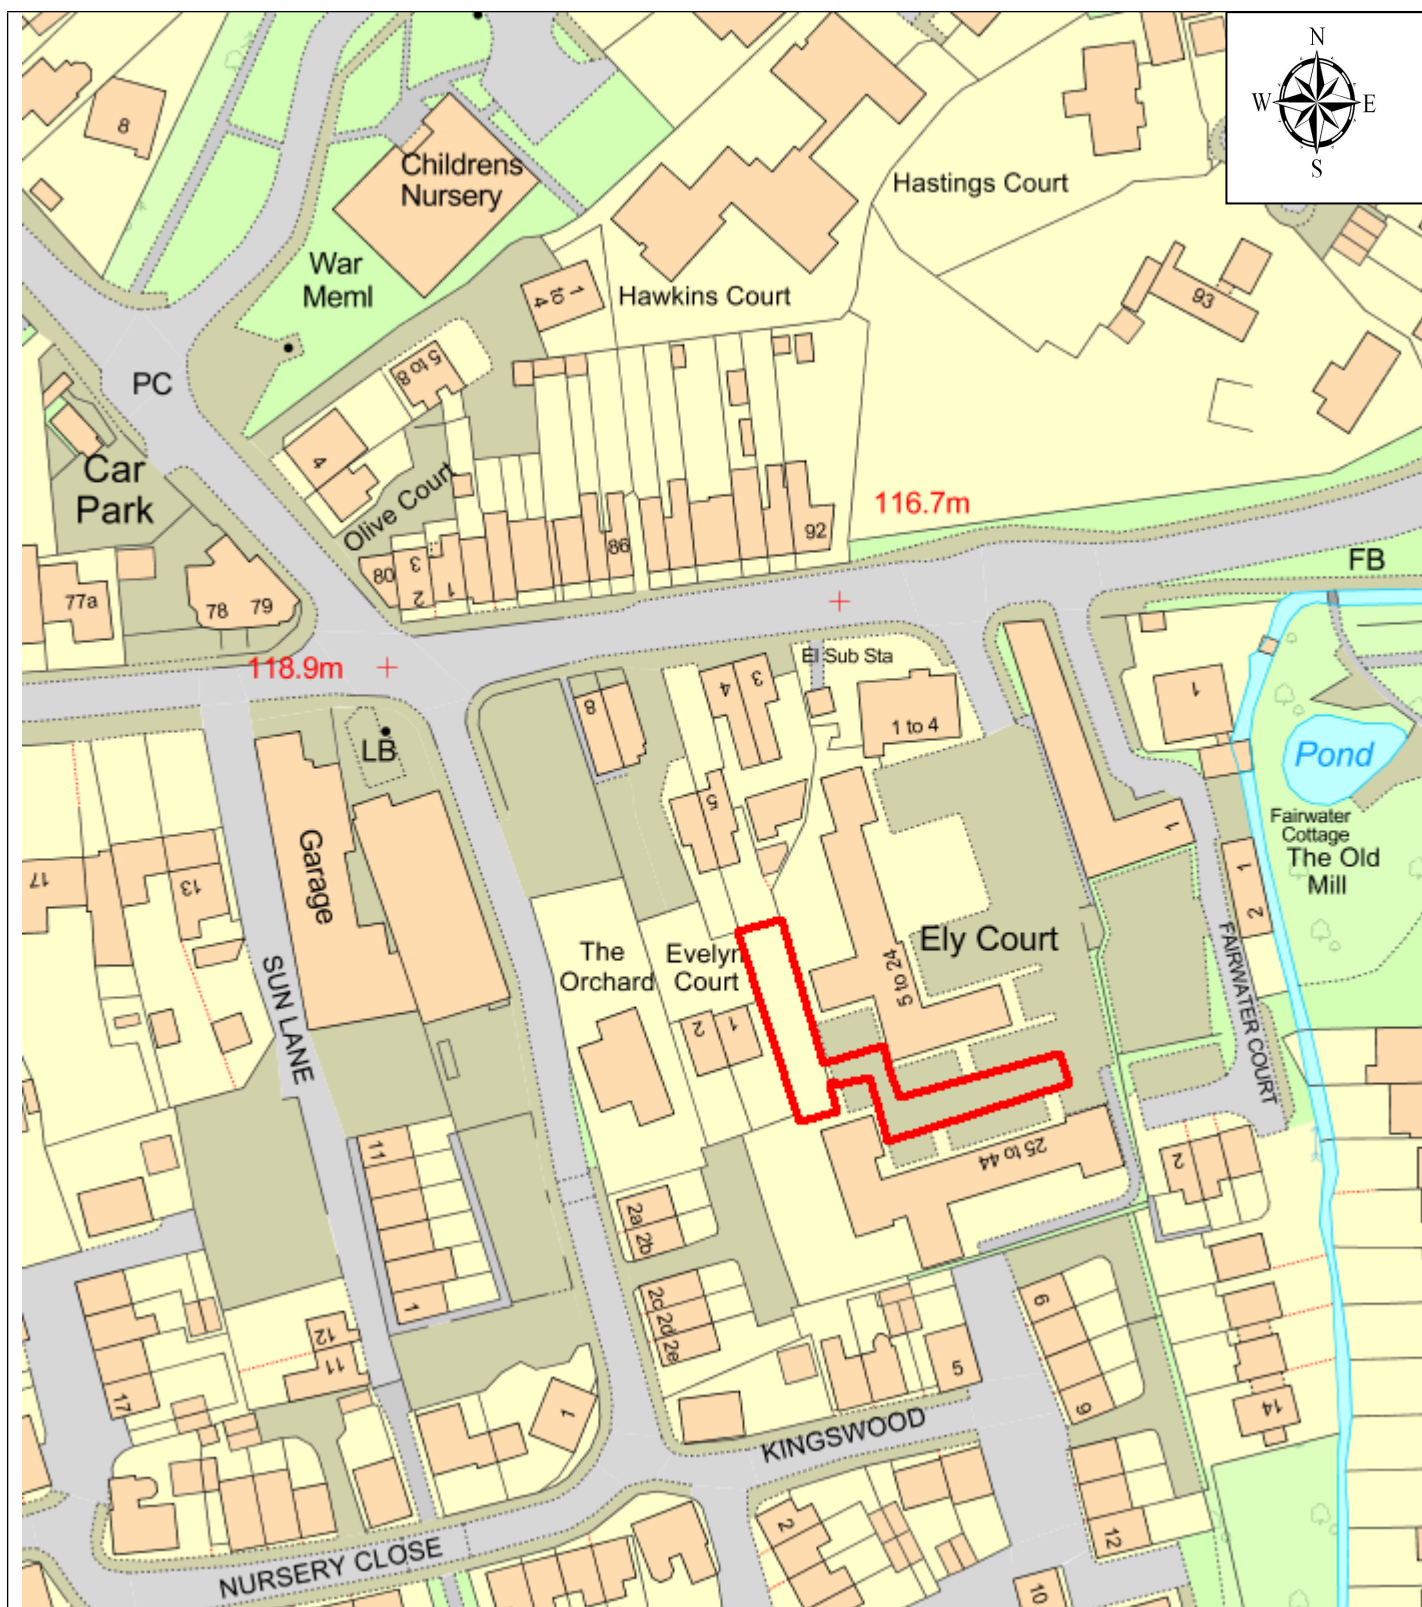 N
W
E
S
8
Childrens
Nursery
Hastings Court
War
Meml
1
to
4
Hawkins Court
93
PC
5 to 8
4
Car
Park
Olive Court
116.7m
86
92
80
3
2
1
77a
78
79
FB
118.9m
El Sub Sta
8
4
3
1 to 4
1
LB
Pond
5
1
Fairwater
Cottage
The Old
Mill
Garage
17
13
1
2
The
Orchard
Evelyn
Court
Ely Court
5 to 24
SUN LANE
FAIRWATER COURT
2
1
11
25 to 44
2
2a
2b
1
2c
2d
2e
6
12
11
5
17
1
9
14
KINGSWOOD
2
12
NURSERY CLOSE
10